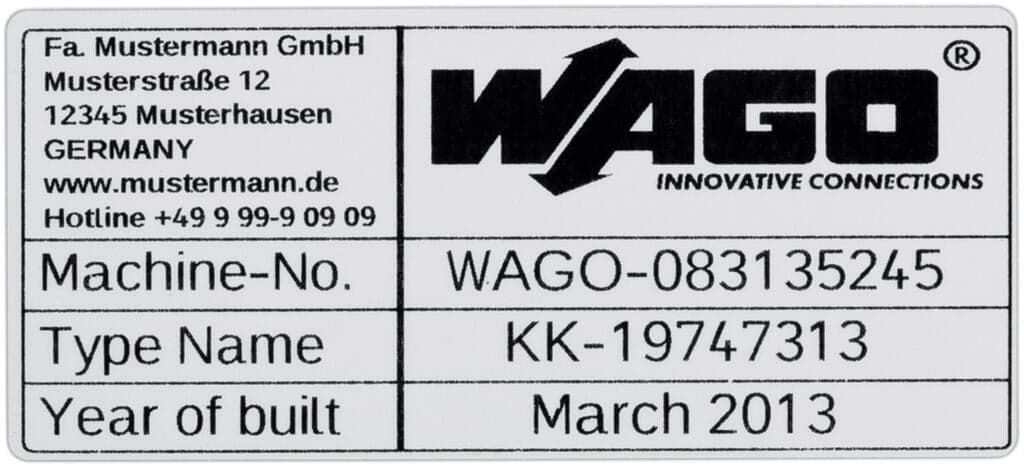 Fa. Mustermann GmbH
Musterstraße 12
12345 Musterhausen
GERMANY
www.mustermann.de
Hotline +49 9 99-9 09 09
WAGO®
INNOVATIVE CONNECTIONS
Machine-No. WAGO-083135245
Type Name KK-19747313
Year of built March 2013